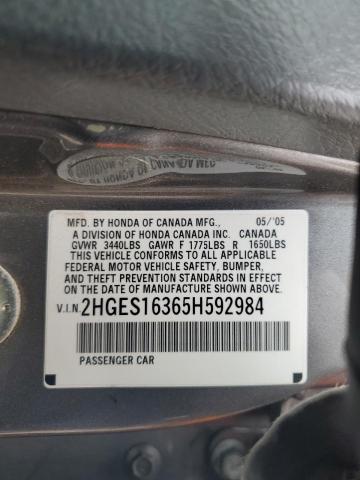 MFD. BY HONDA OF CANADA MFG., 05/'05
A DIVISION OF HONDA CANADA INC. CANADA
GVWR 3440LBS GAWR F 1775LBS R 1650LBS
THIS VEHICLE CONFORMS TO ALL APPLICABLE
FEDERAL MOTOR VEHICLE SAFETY, BUMPER,
AND THEFT PREVENTION STANDARDS IN EFFECT
ON THE DATE OF MANUFACTURE SHOWN ABOVE.
V.I.N. 2HGES16365H592984
PASSENGER CAR